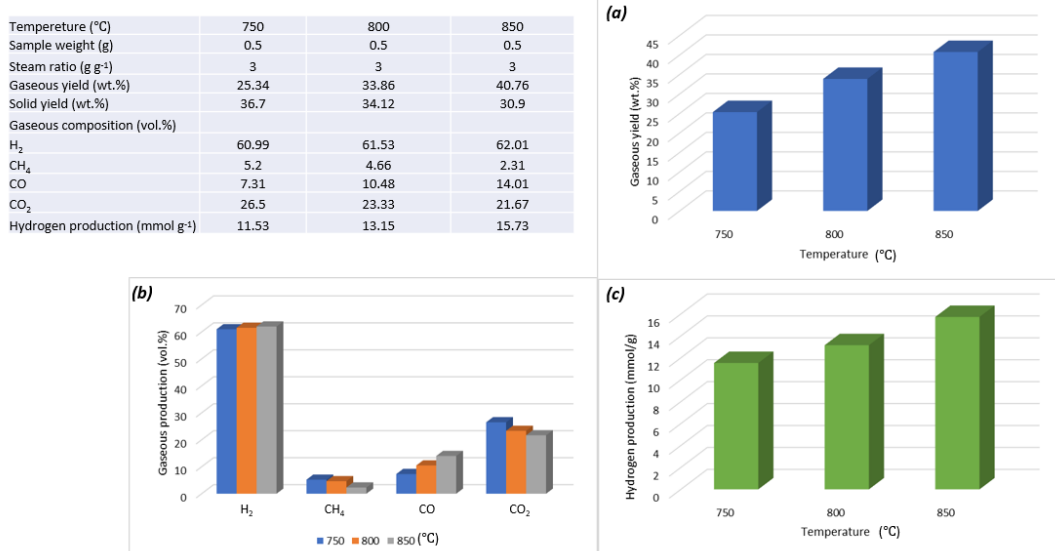 Tempereture (°C) 750 800 850
Sample weight (g) 0.5 0.5 0.5
Steam ratio (g g⁻¹) 3 3 3
Gaseous yield (wt.%) 25.34 33.86 40.76
Solid yield (wt.%) 36.7 34.12 30.9
Gaseous composition (vol.%)
H₂ 60.99 61.53 62.01
CH₄ 5.2 4.66 2.31
CO 7.31 10.48 14.01
CO₂ 26.5 23.33 21.67
Hydrogen production (mmol g⁻¹) 11.53 13.15 15.73
(a)
Gaseous yield (wt.%)
45
40
35
30
25
20
15
10
5
0
750 800 850
Temperature (°C)
(b)
Gaseous production (vol.%)
70
60
50
40
30
20
10
0
H₂ CH₄ CO CO₂
750 800 850 (°C)
(c)
Hydrogen production (mmol/g)
16
14
12
10
8
6
4
2
0
750 800 850
Temperature (°C)